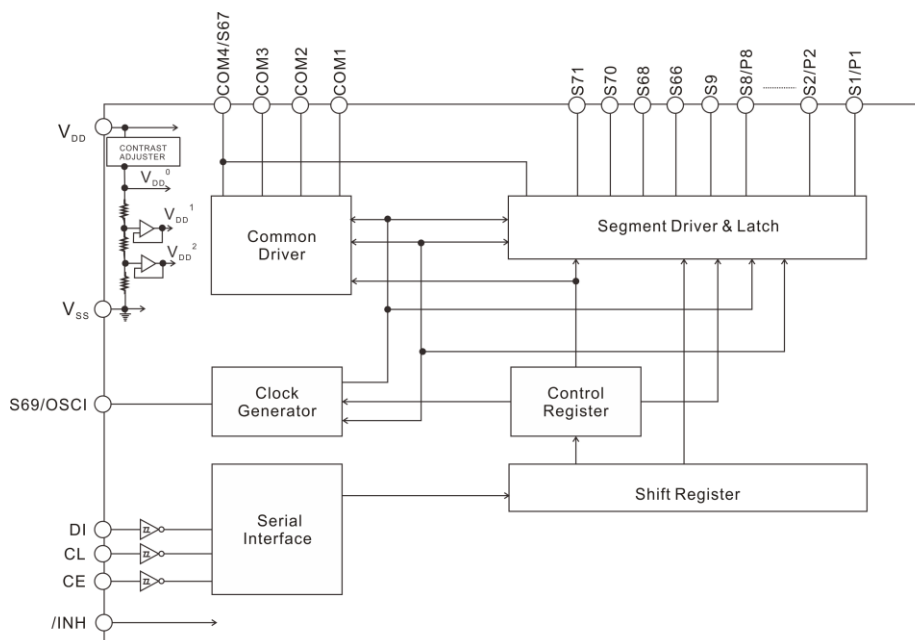 COM4/S67
COM3
COM2
COM1
S71
S70
S68
S66
S9
S8/P8
S2/P2
S1/P1
VDD
CONTRAST
ADJUSTER
VDD0
VDD1
VDD2
VSS
Common
Driver
Segment Driver & Latch
S69/OSCI
Clock
Generator
Control
Register
Shift Register
Serial
Interface
DI
CL
CE
/INH